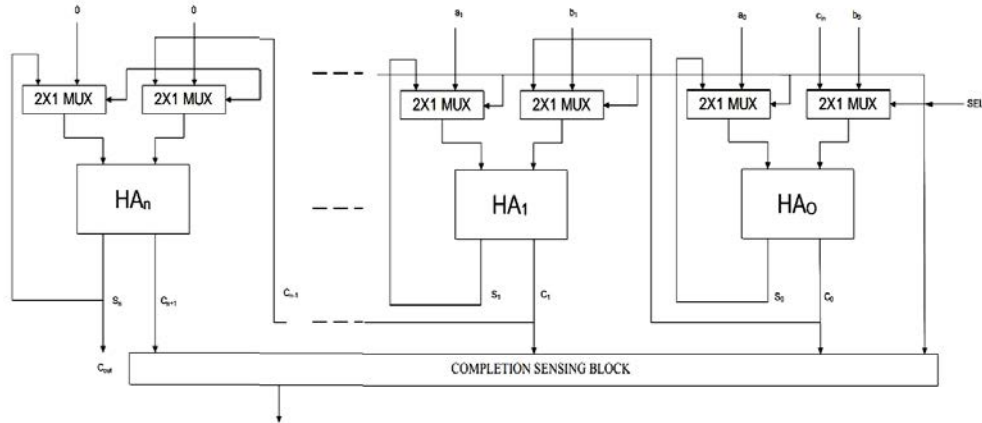 0 0 a₁ b₁ a₀ cᵢₙ b₀
2X1 MUX 2X1 MUX 2X1 MUX 2X1 MUX 2X1 MUX 2X1 MUX SEL
HAn HA1 HAO
Sₙ Cₙ₊₁ Cₙ₋₁ S₁ C₁ S₀ C₀
Cout
COMPLETION SENSING BLOCK